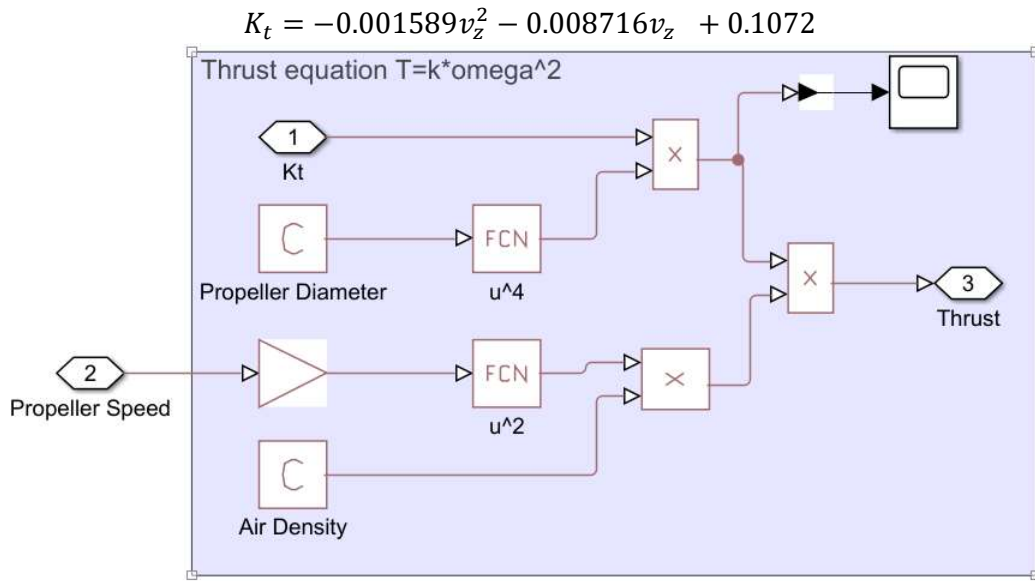 K_t = −0.001589v_z^2 − 0.008716v_z + 0.1072
Thrust equation T=k*omega^2
1
Kt
X
C
FCN
Propeller Diameter
u^4
X
3
Thrust
2
Propeller Speed
FCN
X
u^2
C
Air Density